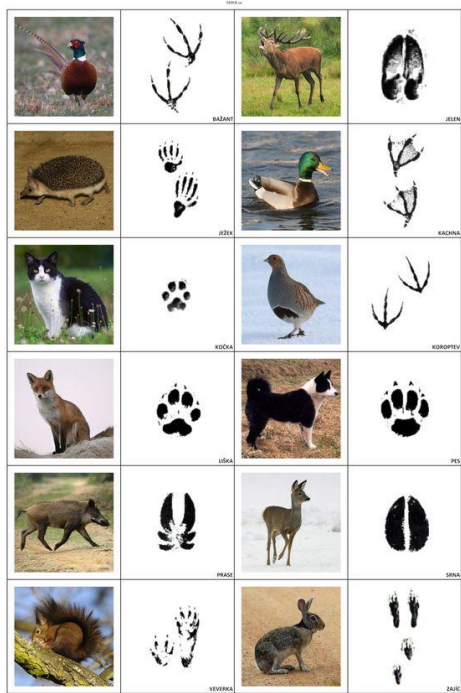 BAŽANT
JELEN
JEŽEK
KACHNA
KOČKA
KOROPTEV
LIŠKA
PES
PRASE
SRNA
VEVERKA
ZAJÍC